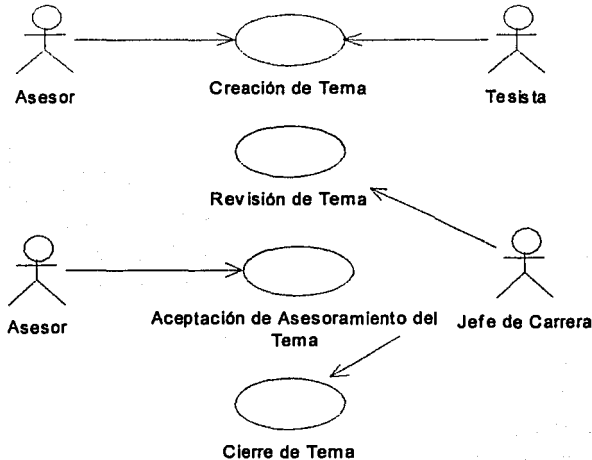 Asesor
Creación de Tema
Tesista
Revisión de Tema
Asesor
Aceptación de Asesoramiento del
Tema
Jefe de Carrera
Cierre de Tema